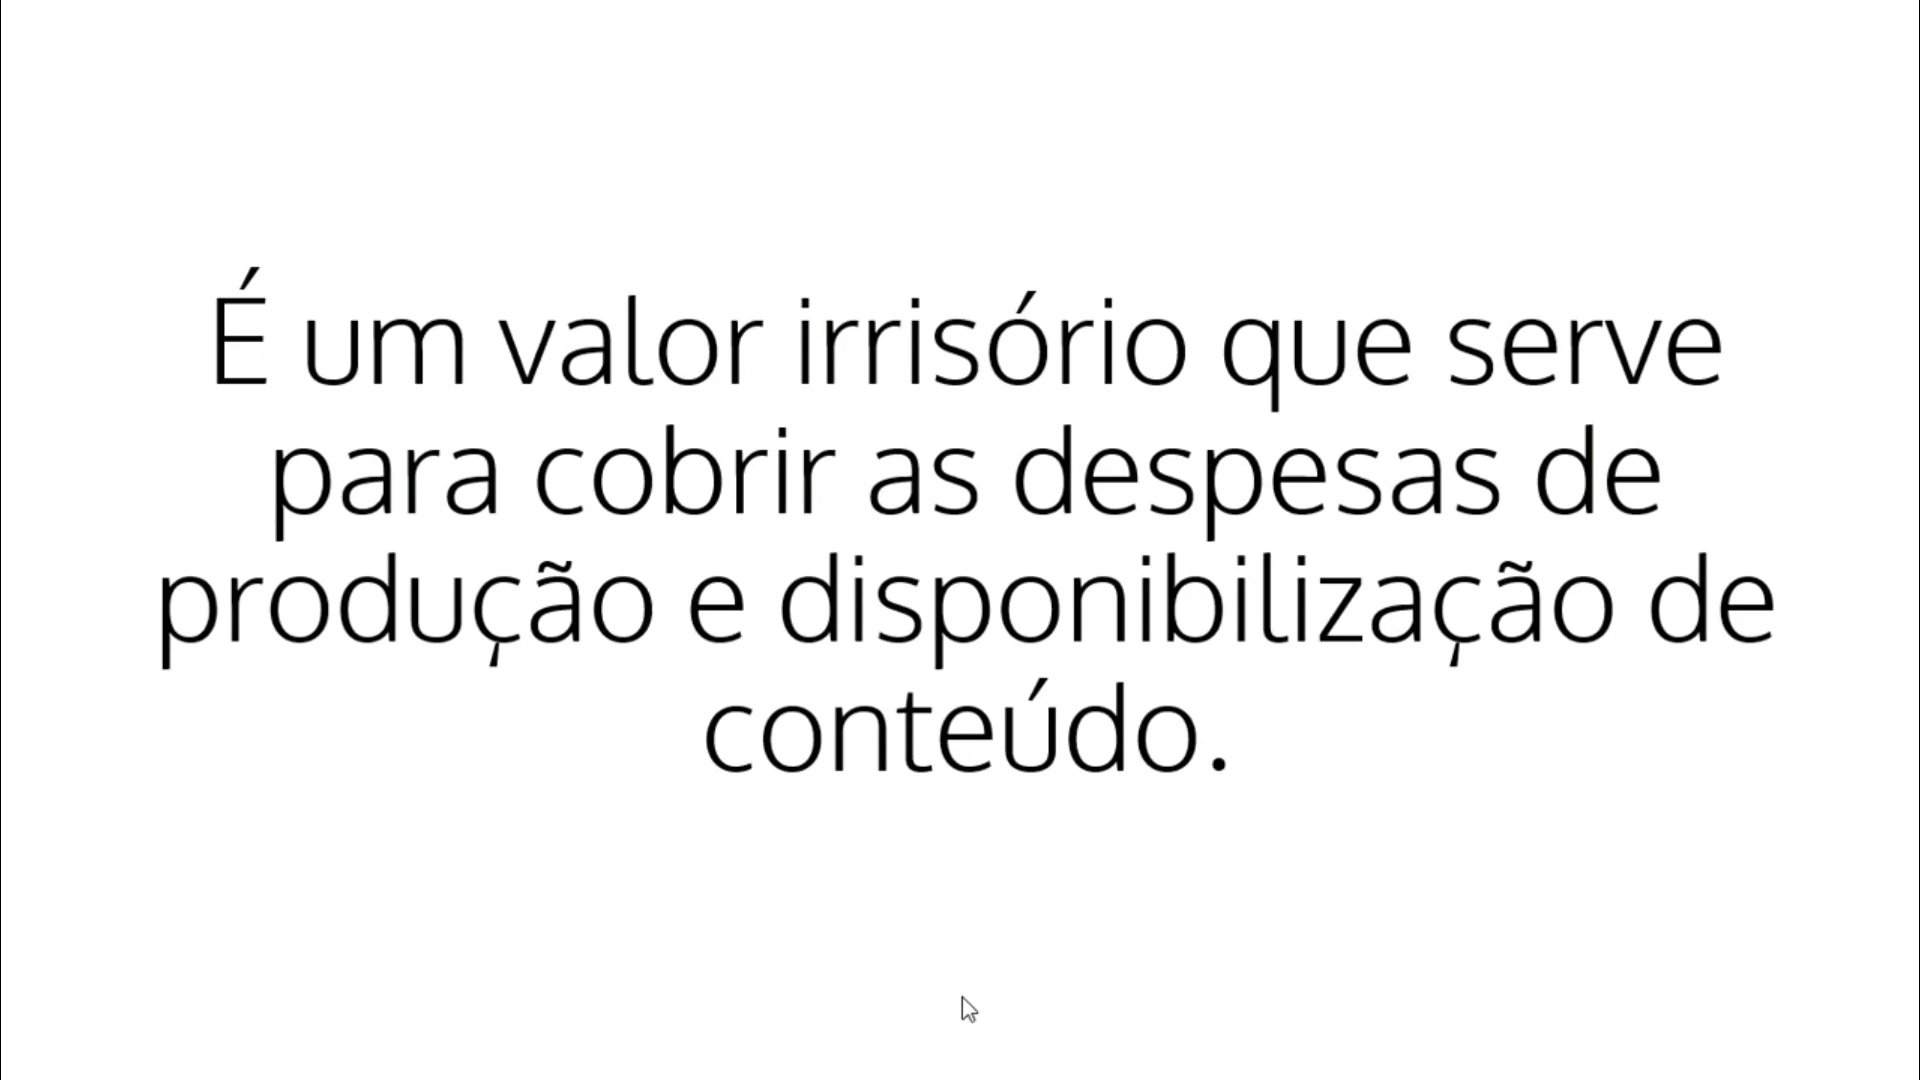 É um valor irrisório que serve
para cobrir as despesas de
produção e disponibilização de
conteúdo.